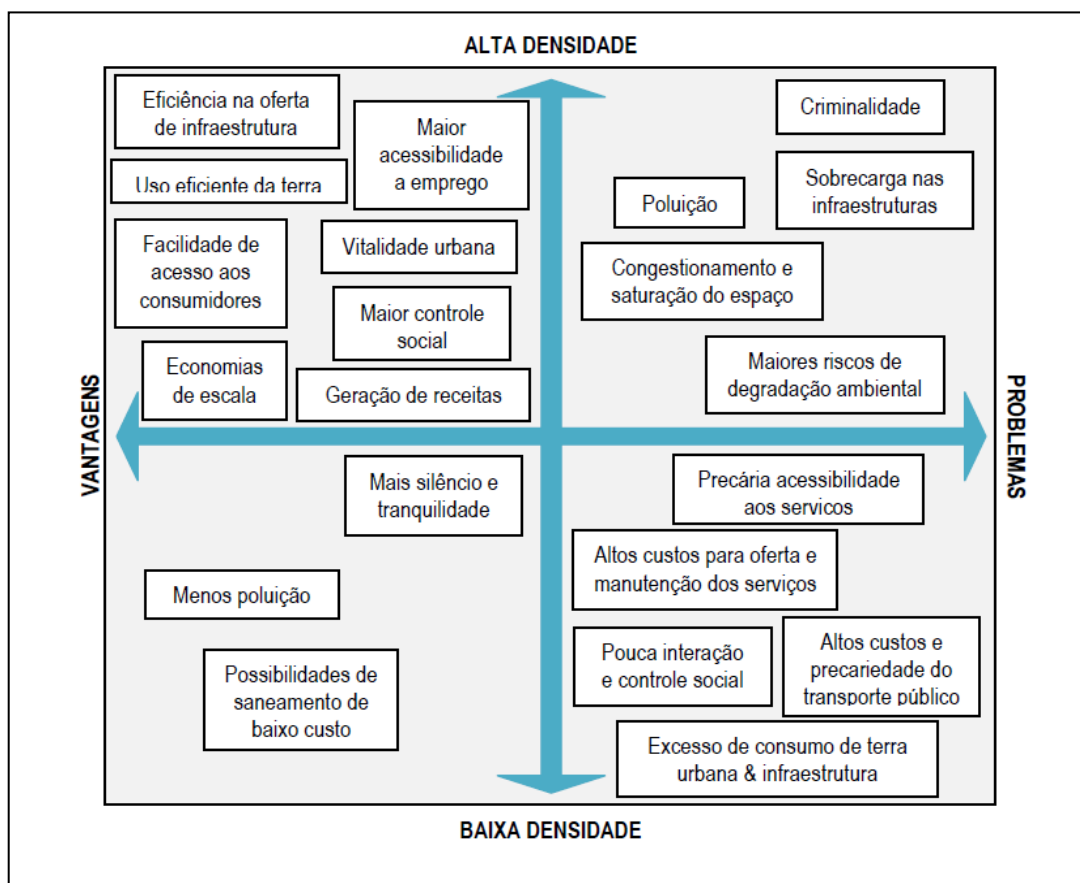 ALTA DENSIDADE
Eficiência na oferta
de infraestrutura
Maior
acessibilidade
a emprego
Uso eficiente da terra
Facilidade de
acesso aos
consumidores
Vitalidade urbana
Maior controle
social
Economias
de escala
Geração de receitas
Criminalidade
Poluição
Sobrecarga nas
infraestruturas
Congestionamento e
saturação do espaço
Maiores riscos de
degradação ambiental
VANTAGENS
PROBLEMAS
Mais silêncio e
tranquilidade
Menos poluição
Possibilidades de
saneamento de
baixo custo
Precária acessibilidade
aos servicos
Altos custos para oferta e
manutenção dos serviços
Pouca interação
e controle social
Altos custos e
precariedade do
transporte público
Excesso de consumo de terra
urbana & infraestrutura
BAIXA DENSIDADE